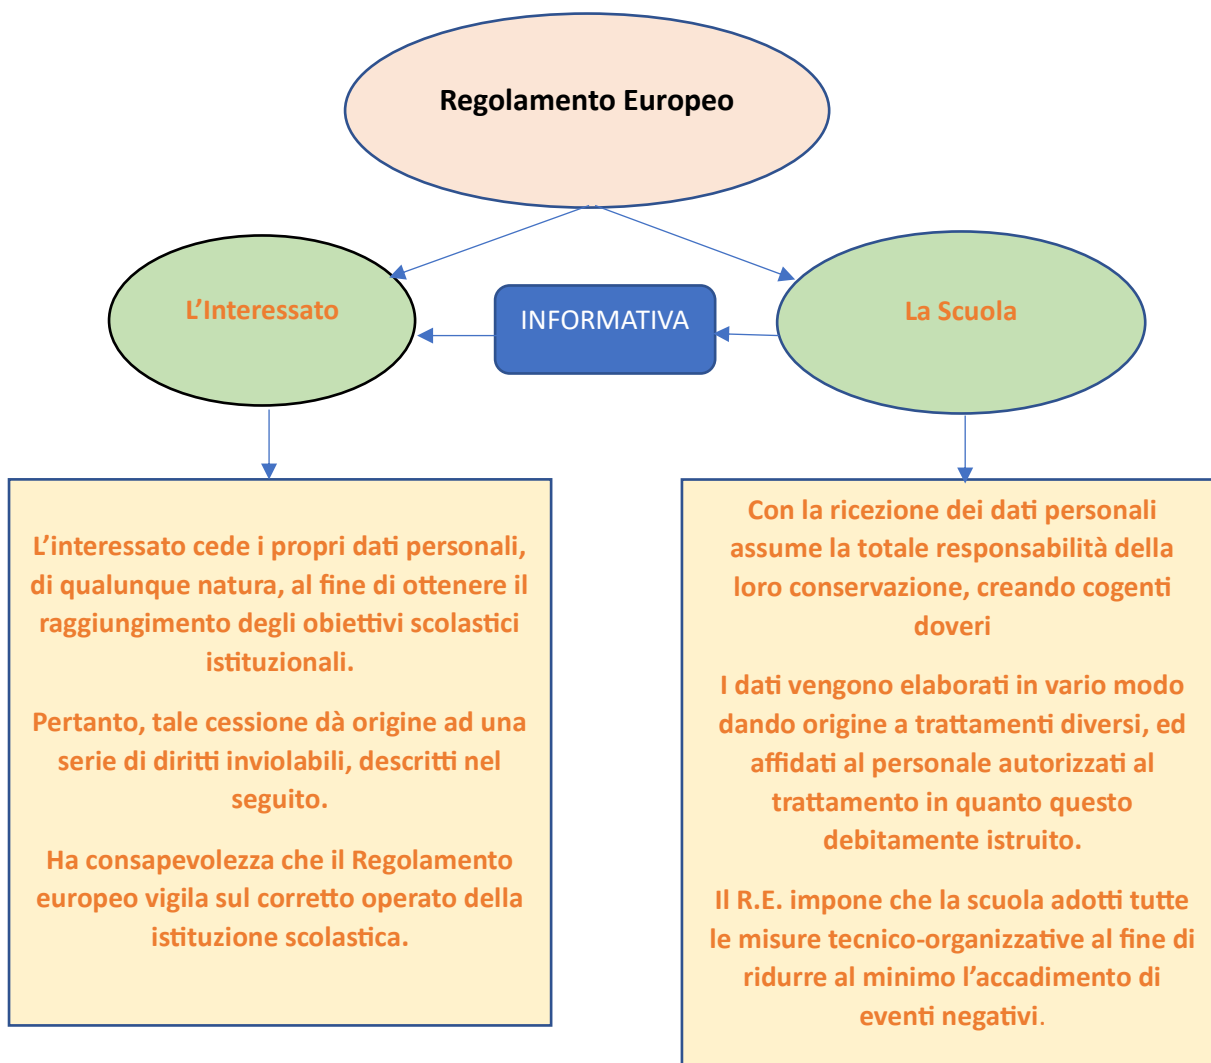 Regolamento Europeo
L’Interessato
INFORMATIVA
La Scuola
L’interessato cede i propri dati personali,
di qualunque natura, al fine di ottenere il
raggiungimento degli obiettivi scolastici
istituzionali.
Pertanto, tale cessione dà origine ad una
serie di diritti inviolabili, descritti nel
seguito.
Ha consapevolezza che il Regolamento
europeo vigila sul corretto operato della
istituzione scolastica.
Con la ricezione dei dati personali
assume la totale responsabilità della
loro conservazione, creando cogenti
doveri
I dati vengono elaborati in vario modo
dando origine a trattamenti diversi, ed
affidati al personale autorizzati al
trattamento in quanto questo
debitamente istruito.
Il R.E. impone che la scuola adotti tutte
le misure tecnico-organizzative al fine di
ridurre al minimo l’accadimento di
eventi negativi.